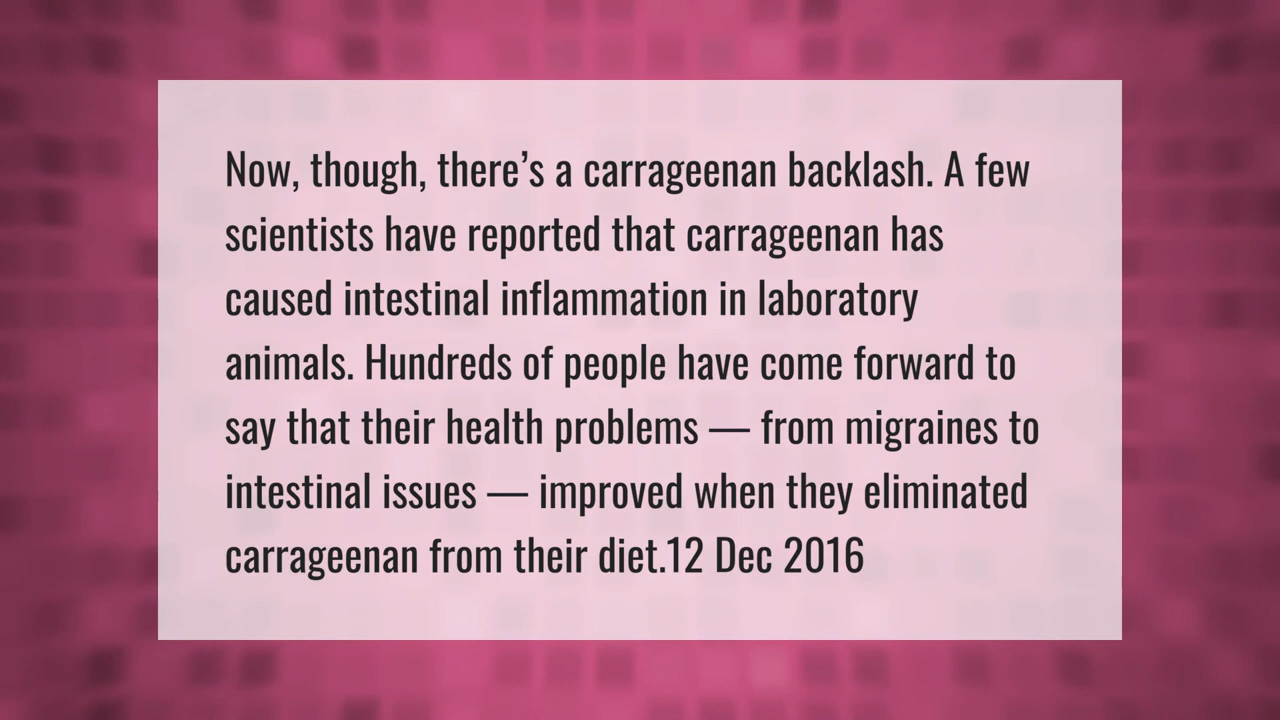 Now, though, there’s a carrageenan backlash. A few
scientists have reported that carrageenan has
caused intestinal inflammation in laboratory
animals. Hundreds of people have come forward to
say that their health problems — from migraines to
intestinal issues — improved when they eliminated
carrageenan from their diet.12 Dec 2016